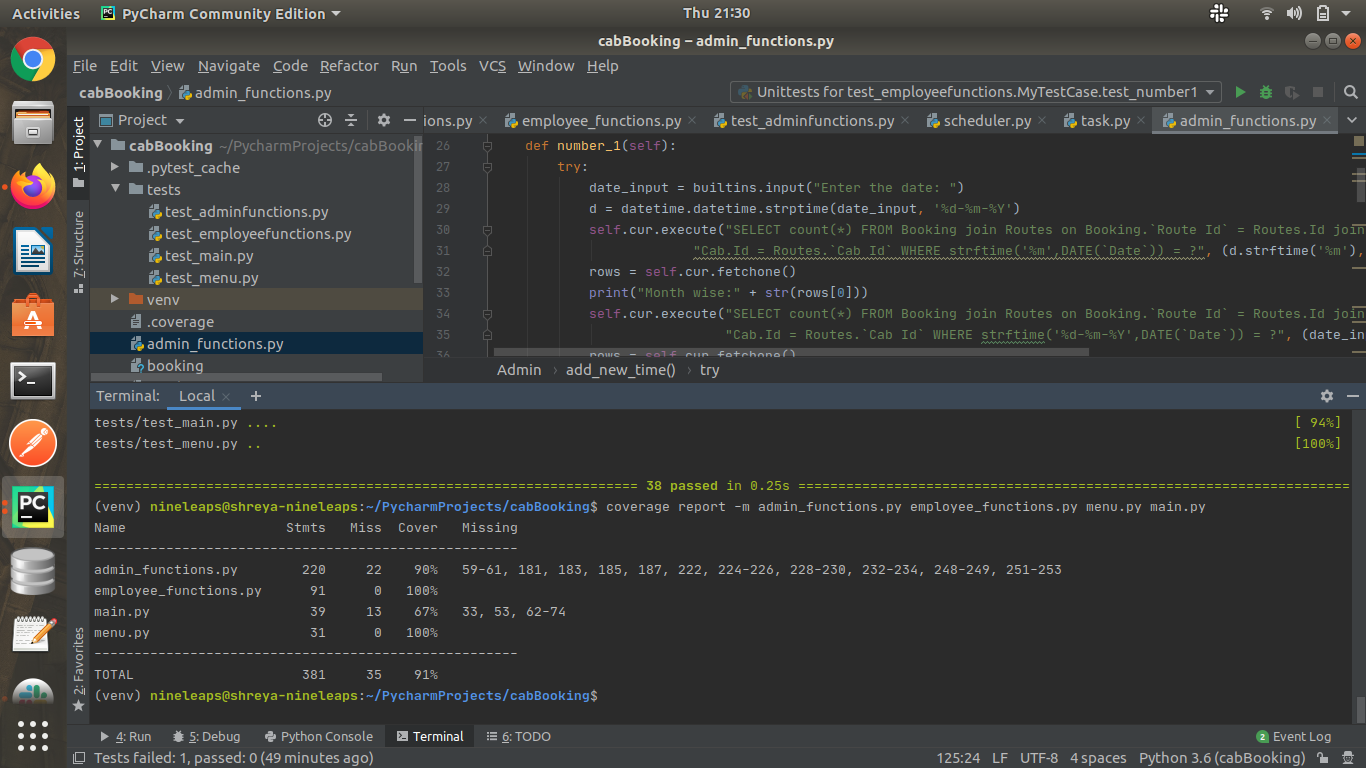 Activities PyCharm Community Edition Thu 21:30
cabBooking – admin_functions.py
File Edit View Navigate Code Refactor Run Tools VCS Window Help
cabBooking admin_functions.py Unittests for test_employeefunctions.MyTestCase.test_number1
Project ions.py employee_functions.py test_adminfunctions.py scheduler.py task.py admin_functions.py
1: Project
7: Structure
2: Favorites
cabBooking ~/PycharmProjects/cabBookin
.pytest_cache
tests
test_adminfunctions.py
test_employeefunctions.py
test_main.py
test_menu.py
venv
.coverage
admin_functions.py
booking
26 def number_1(self):
27 try:
28 date_input = builtins.input("Enter the date: ")
29 d = datetime.datetime.strptime(date_input, '%d-%m-%Y')
30 self.cur.execute("SELECT count(*) FROM Booking join Routes on Booking.`Route Id` = Routes.Id join
31 "Cab.Id = Routes.`Cab Id` WHERE strftime('%m',DATE(`Date`)) = ?", (d.strftime('%m'),
32 rows = self.cur.fetchone()
33 print("Month wise:" + str(rows[0]))
34 self.cur.execute("SELECT count(*) FROM Booking join Routes on Booking.`Route Id` = Routes.Id join
35 "Cab.Id = Routes.`Cab Id` WHERE strftime('%d-%m-%Y',DATE(`Date`)) = ?", (date_in
36 rows = self.cur.fetchone()
Admin › add_new_time() › try
Terminal: Local +
tests/test_main.py .... [ 94%]
tests/test_menu.py .. [100%]
=================================================================== 38 passed in 0.25s ====================================================================
(venv) nineleaps@shreya-nineleaps:~/PycharmProjects/cabBooking$ coverage report -m admin_functions.py employee_functions.py menu.py main.py
Name Stmts Miss Cover Missing
----------------------------------------------------
admin_functions.py 220 22 90% 59-61, 181, 183, 185, 187, 222, 224-226, 228-230, 232-234, 248-249, 251-253
employee_functions.py 91 0 100%
main.py 39 13 67% 33, 53, 62-74
menu.py 31 0 100%
----------------------------------------------------
TOTAL 381 35 91%
(venv) nineleaps@shreya-nineleaps:~/PycharmProjects/cabBooking$
4: Run 5: Debug Python Console Terminal 6: TODO 2 Event Log
Tests failed: 1, passed: 0 (49 minutes ago) 125:24 LF UTF-8 4 spaces Python 3.6 (cabBooking)